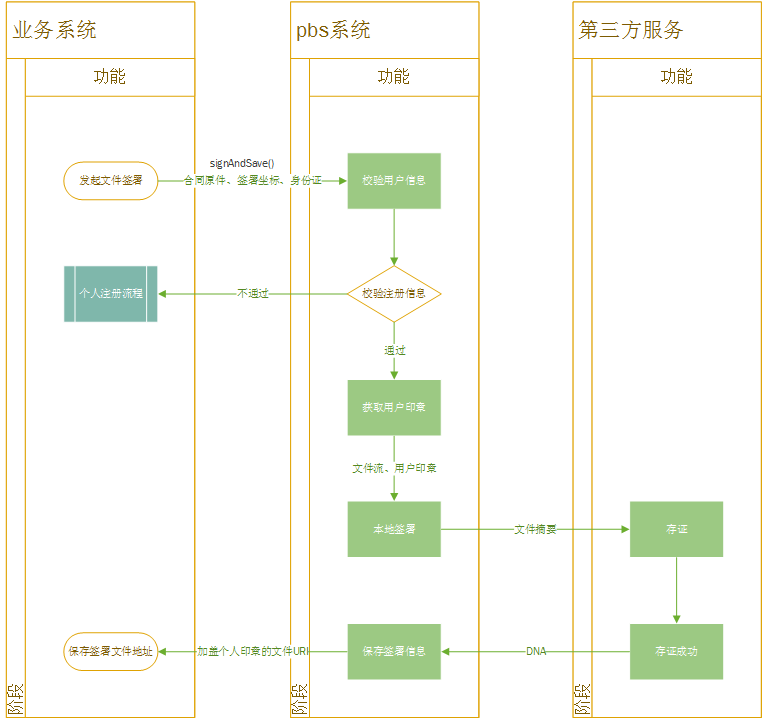 业务系统
pbs系统
第三方服务
功能
功能
功能
signAndSave()
发起文件签署
合同原件、签署坐标、身份证
校验用户信息
个人注册流程
不通过
校验注册信息
通过
获取用户印章
文件流、用户印章
本地签署
文件摘要
存证
保存签署文件地址
加盖个人印章的文件URI
保存签署信息
DNA
存证成功
阶段
阶段
阶段